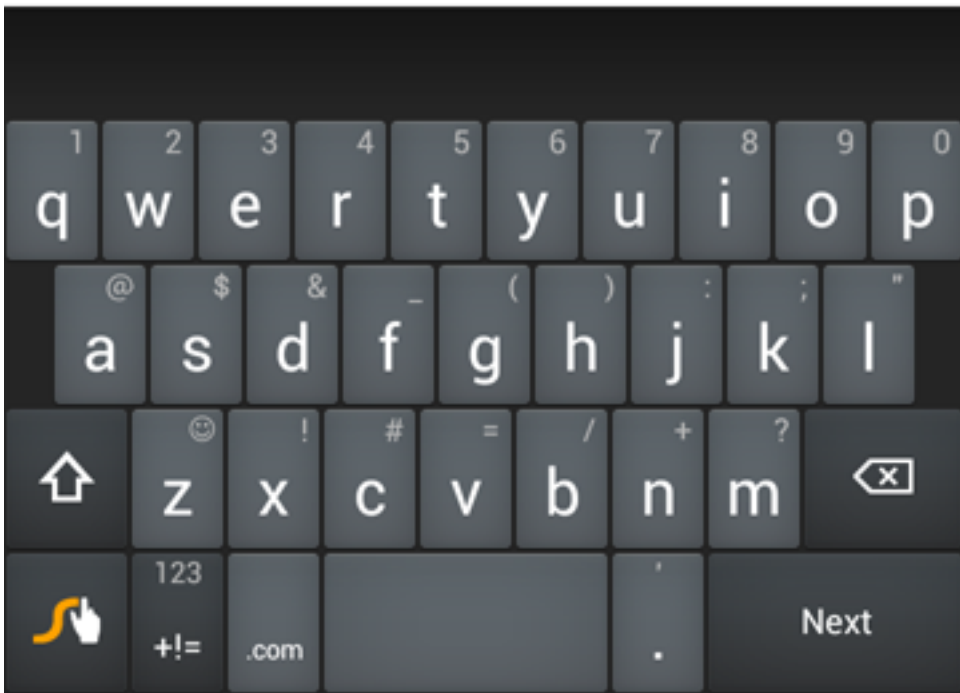 1 2 3 4 5 6 7 8 9 0
q w e r t y u i o p
@ $ & _ ( ) : ; "
a s d f g h j k l
☺ ! # = / + ?
z x c v b n m
123 '
+!= .com . Next